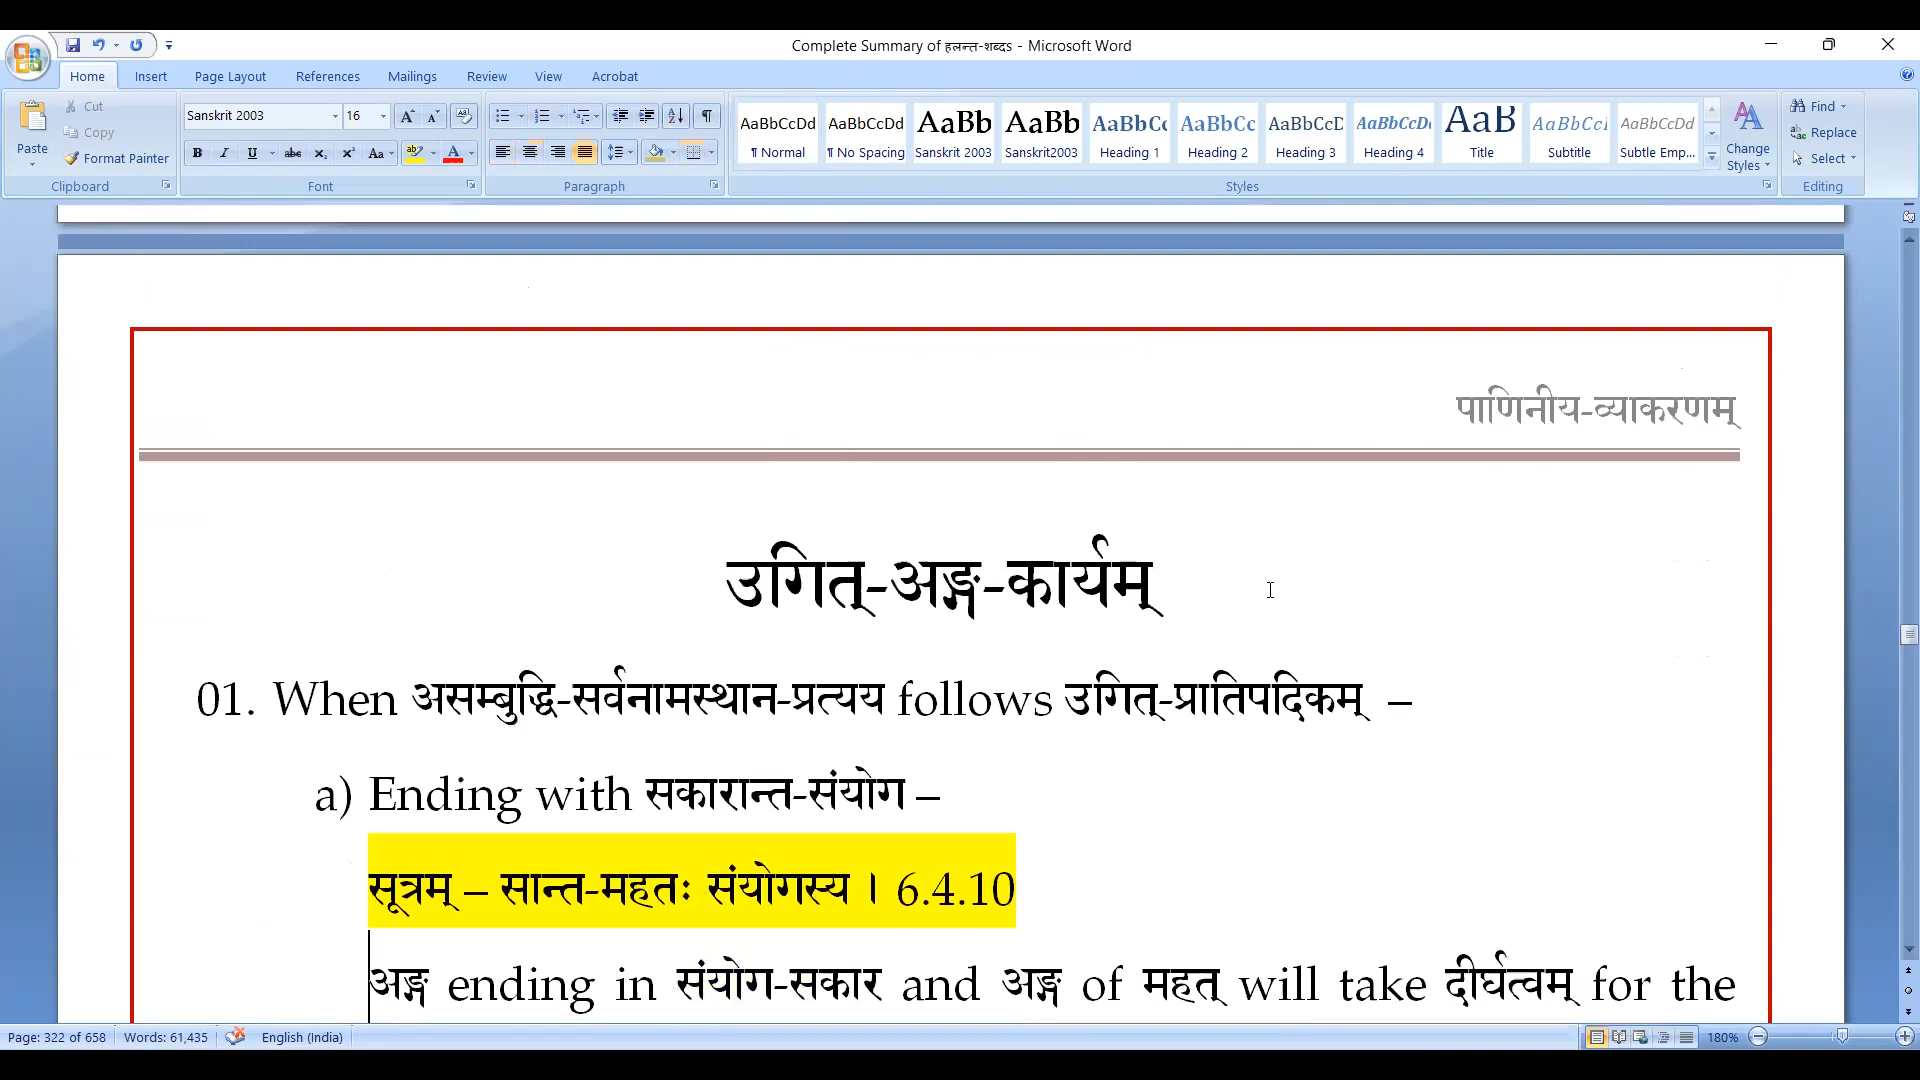 Complete Summary of हलन्त-शब्दs - Microsoft Word
Home Insert Page Layout References Mailings Review View Acrobat
Paste
Cut
Copy
Format Painter
Clipboard
Sanskrit 2003 16
Font
Paragraph
AaBbCcDd AaBbCcDd AaBb AaBb AaBbCc AaBbCc AaBbCcD AaBbCcDi AaB AaBbCcI AaBbCcDd
¶ Normal ¶ No Spacing Sanskrit 2003 Sanskrit2003 Heading 1 Heading 2 Heading 3 Heading 4 Title Subtitle Subtle Emp...
Change Styles
Styles
Find
Replace
Select
Editing
पाणिनीय-व्याकरणम्
उगित्-अङ्ग-कार्यम्
01. When असम्बुद्धि-सर्वनामस्थान-प्रत्यय follows उगित्-प्रातिपदिकम् –
a) Ending with सकारान्त-संयोग –
सूत्रम् – सान्त-महतः संयोगस्य । 6.4.10
अङ्ग ending in संयोग-सकार and अङ्ग of महत् will take दीर्घत्वम् for the
Page: 322 of 658 Words: 61,435 English (India) 180%